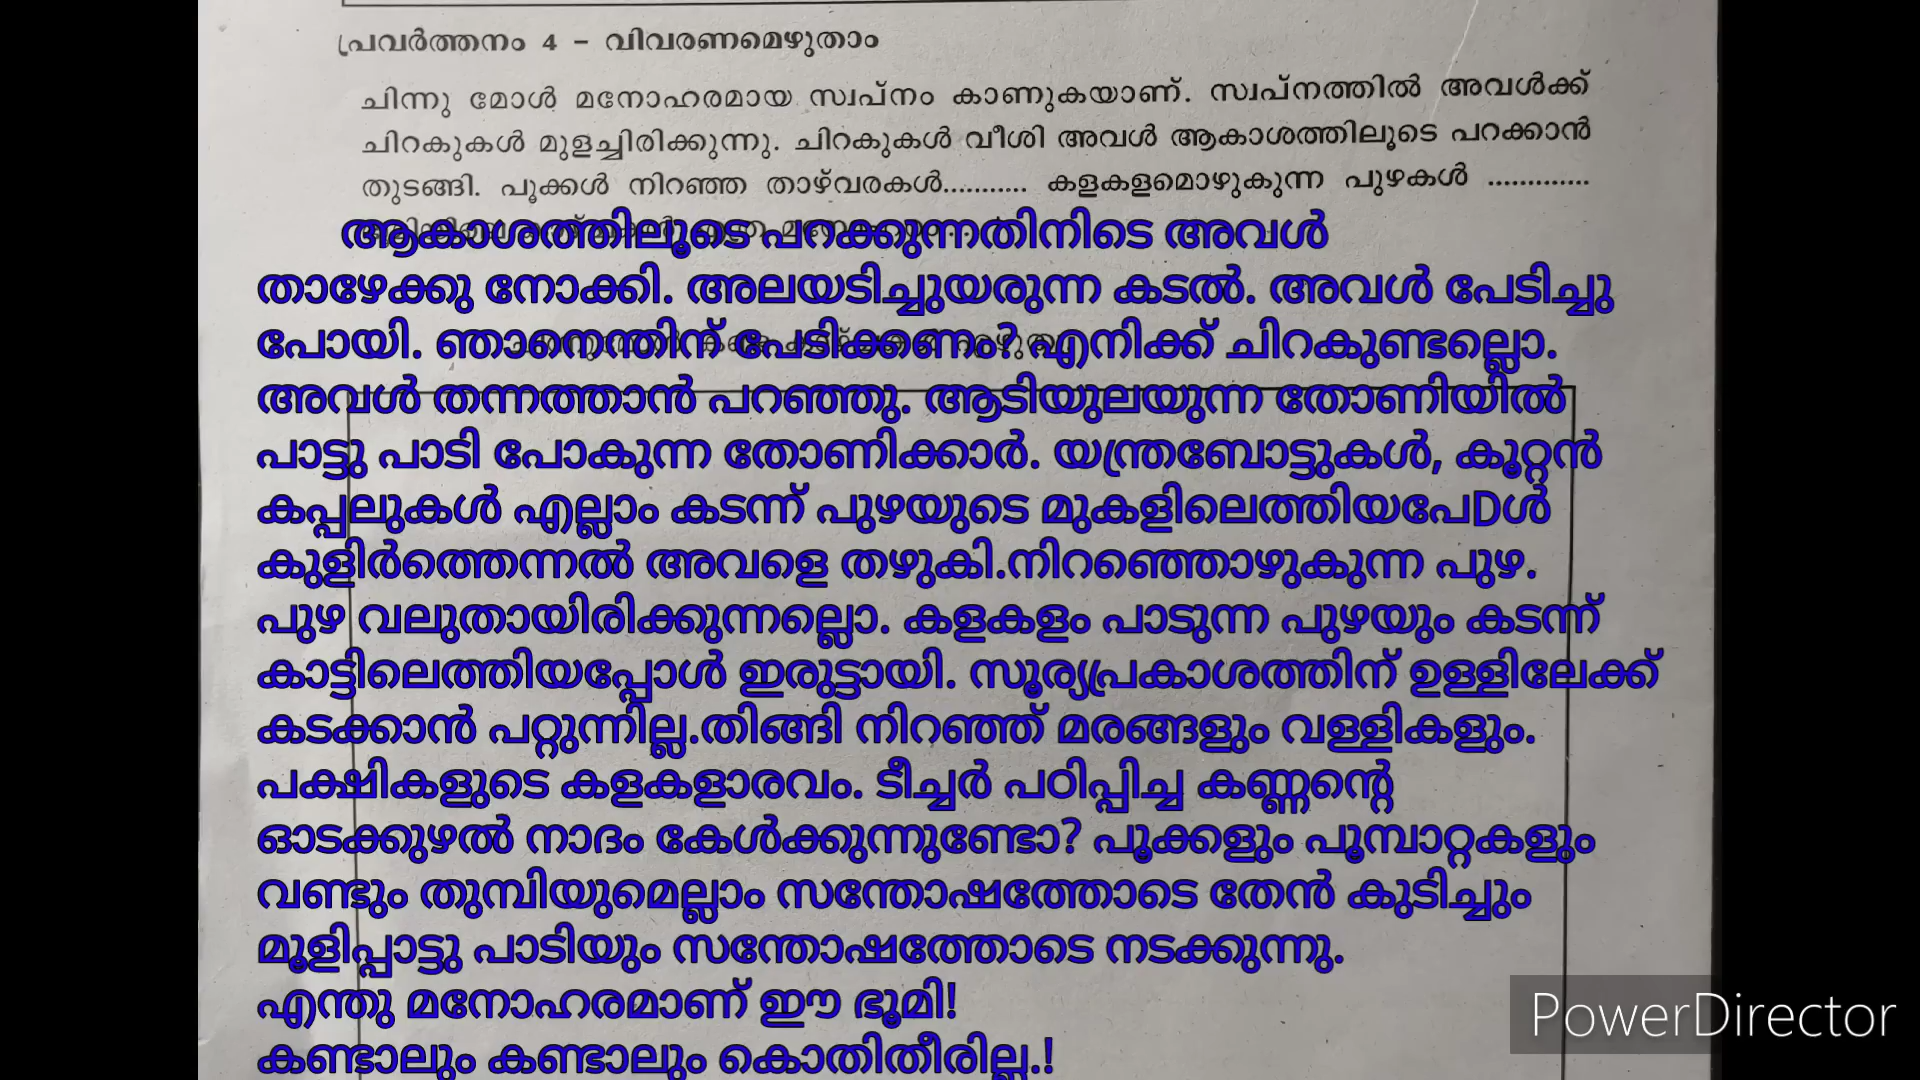 പ്രവർത്തനം 4 – വിവരണമെഴുതാം
ചിന്നു മോൾ മനോഹരമായ സ്വപ്നം കാണുകയാണ്. സ്വപ്നത്തിൽ അവൾക്ക്
ചിറകുകൾ മുളച്ചിരിക്കുന്നു. ചിറകുകൾ വീശി അവൾ ആകാശത്തിലൂടെ പറക്കാൻ
തുടങ്ങി. പൂക്കൾ നിറഞ്ഞ താഴ്‌വരകൾ........... കളകളമൊഴുകുന്ന പുഴകൾ .............
ആകാശത്തിലൂടെ പറക്കുന്നതിനിടെ അവൾ
താഴേക്കു നോക്കി. അലയടിച്ചുയരുന്ന കടൽ. അവൾ പേടിച്ചു
പോയി. ഞാനെന്തിന് പേടിക്കണം? എനിക്ക് ചിറകുണ്ടല്ലൊ.
അവൾ തന്നത്താൻ പറഞ്ഞു. ആടിയുലയുന്ന തോണിയിൽ
പാട്ടു പാടി പോകുന്ന തോണിക്കാർ. യന്ത്രബോട്ടുകൾ, കൂറ്റൻ
കപ്പലുകൾ എല്ലാം കടന്ന് പുഴയുടെ മുകളിലെത്തിയപേDൾ
കുളിർത്തെന്നൽ അവളെ തഴുകി.നിറഞ്ഞൊഴുകുന്ന പുഴ.
പുഴ വലുതായിരിക്കുന്നല്ലൊ. കളകളം പാടുന്ന പുഴയും കടന്ന്
കാട്ടിലെത്തിയപ്പോൾ ഇരുട്ടായി. സൂര്യപ്രകാശത്തിന് ഉള്ളിലേക്ക്
കടക്കാൻ പറ്റുന്നില്ല.തിങ്ങി നിറഞ്ഞ് മരങ്ങളും വള്ളികളും.
പക്ഷികളുടെ കളകളാരവം. ടീച്ചർ പഠിപ്പിച്ച കണ്ണന്റെ
ഓടക്കുഴൽ നാദം കേൾക്കുന്നുണ്ടോ? പൂക്കളും പൂമ്പാറ്റകളും
വണ്ടും തുമ്പിയുമെല്ലാം സന്തോഷത്തോടെ തേൻ കുടിച്ചും
മൂളിപ്പാട്ടു പാടിയും സന്തോഷത്തോടെ നടക്കുന്നു.
എന്തു മനോഹരമാണ് ഈ ഭൂമി!
കണ്ടാലും കണ്ടാലും കൊതിതീരില്ല.!
PowerDirector